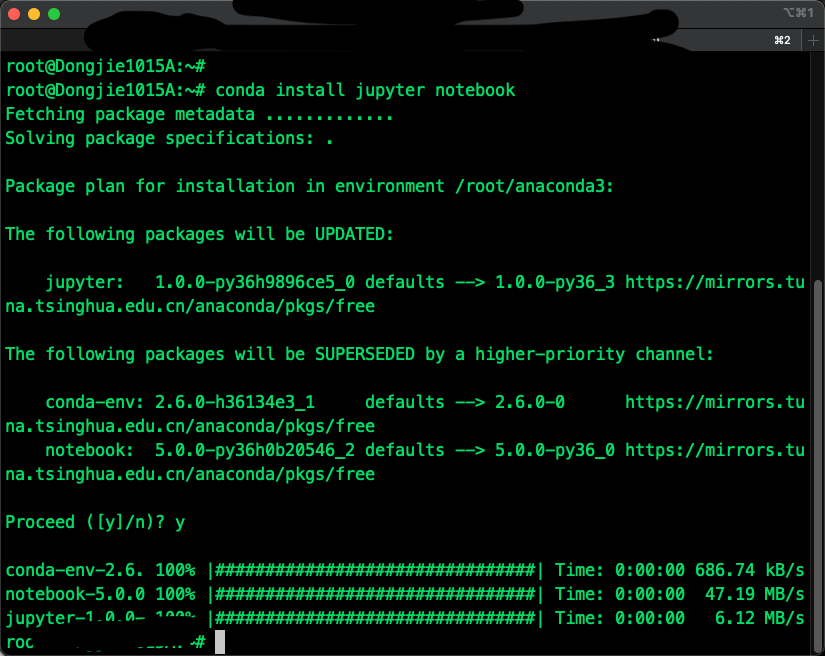 ⌥⌘1
⌘2
root@Dongjie1015A:~#
root@Dongjie1015A:~# conda install jupyter notebook
Fetching package metadata .............
Solving package specifications: .
Package plan for installation in environment /root/anaconda3:
The following packages will be UPDATED:
jupyter:   1.0.0-py36h9896ce5_0 defaults --> 1.0.0-py36_3 https://mirrors.tu
na.tsinghua.edu.cn/anaconda/pkgs/free
The following packages will be SUPERSEDED by a higher-priority channel:
conda-env: 2.6.0-h36134e3_1     defaults --> 2.6.0-0      https://mirrors.tu
na.tsinghua.edu.cn/anaconda/pkgs/free
notebook:  5.0.0-py36h0b20546_2 defaults --> 5.0.0-py36_0 https://mirrors.tu
na.tsinghua.edu.cn/anaconda/pkgs/free
Proceed ([y]/n)? y
conda-env-2.6. 100% |################################| Time: 0:00:00 686.74 kB/s
notebook-5.0.0 100% |################################| Time: 0:00:00  47.19 MB/s
jupyter-1.0.0- 100% |################################| Time: 0:00:00   6.12 MB/s